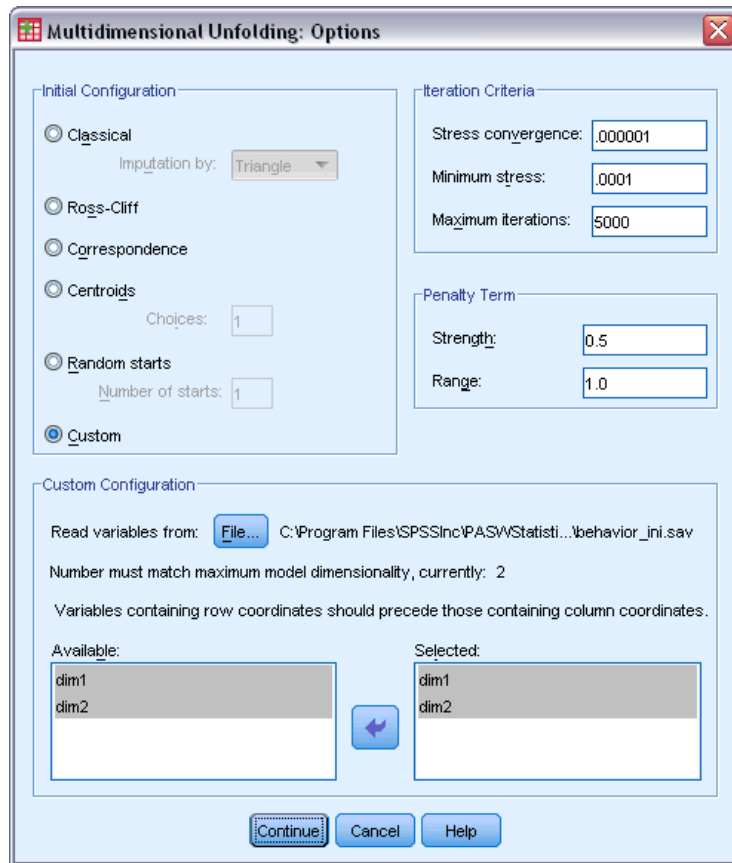 Multidimensional Unfolding: Options
Initial Configuration
Classical
Imputation by: Triangle
Ross-Cliff
Correspondence
Centroids
Choices: 1
Random starts
Number of starts: 1
Custom
Iteration Criteria
Stress convergence: .000001
Minimum stress: .0001
Maximum iterations: 5000
Penalty Term
Strength: 0.5
Range: 1.0
Custom Configuration
Read variables from: File... C:\Program Files\SPSSInc\PASWStatisti...\behavior_ini.sav
Number must match maximum model dimensionality, currently: 2
Variables containing row coordinates should precede those containing column coordinates.
Available:
dim1
dim2
Selected:
dim1
dim2
Continue Cancel Help